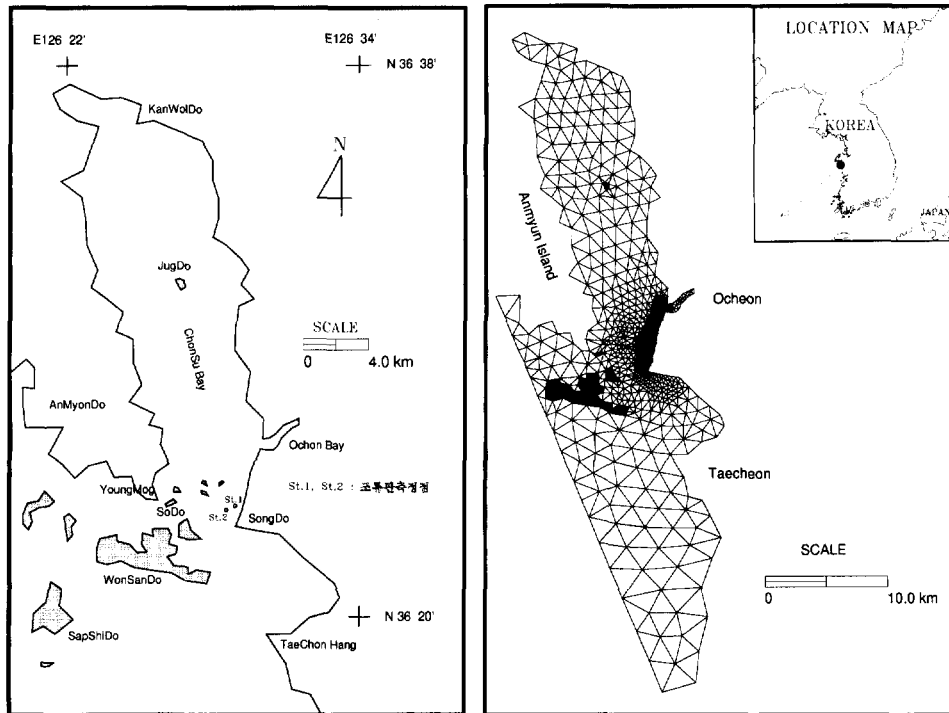 E126 22'
E126 34'
N 36 38'
KanWolDo
N
JugDo
SCALE
0 4.0 km
ChonSu Bay
AnMyonDo
Ochon Bay
YoungMog
St.1, St.2 : 조류관측정점
St.1
SoDo
St.2
SongDo
WonSanDo
N 36 20'
SapShiDo
TaeChon Hang
LOCATION MAP
KOREA
JAPAN
Anmyun Island
Ocheon
Taecheon
SCALE
0 10.0 km